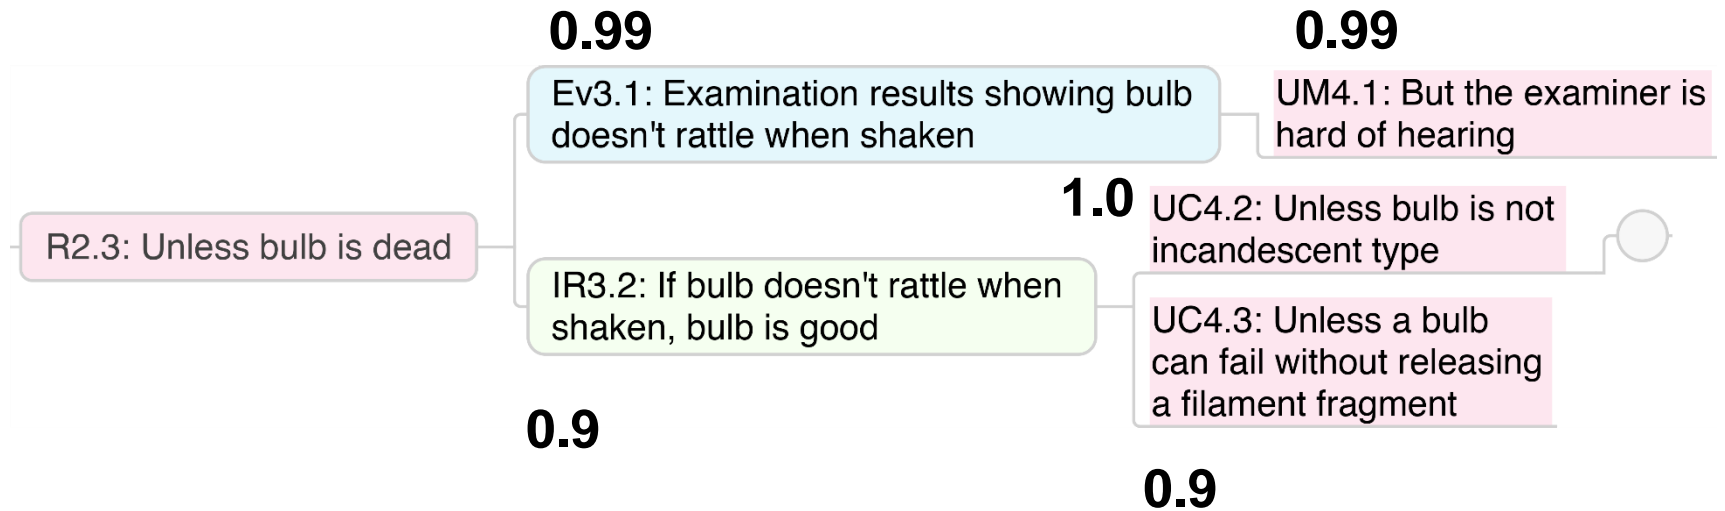 0.99
0.99
Ev3.1: Examination results showing bulb
doesn't rattle when shaken
UM4.1: But the examiner is
hard of hearing
1.0
UC4.2: Unless bulb is not
incandescent type
R2.3: Unless bulb is dead
IR3.2: If bulb doesn't rattle when
shaken, bulb is good
UC4.3: Unless a bulb
can fail without releasing
a filament fragment
0.9
0.9